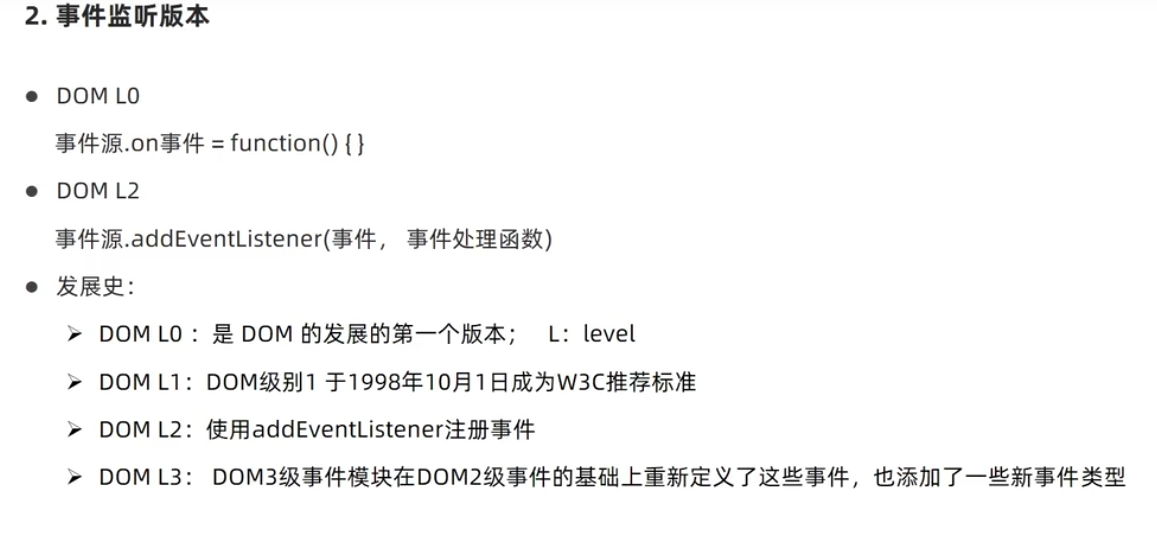 2. 事件监听版本
● DOM L0
事件源.on事件 = function() { }
● DOM L2
事件源.addEventListener(事件, 事件处理函数)
● 发展史:
➢ DOM L0 : 是 DOM 的发展的第一个版本; L: level
➢ DOM L1: DOM级别1 于1998年10月1日成为W3C推荐标准
➢ DOM L2: 使用addEventListener注册事件
➢ DOM L3: DOM3级事件模块在DOM2级事件的基础上重新定义了这些事件, 也添加了一些新事件类型